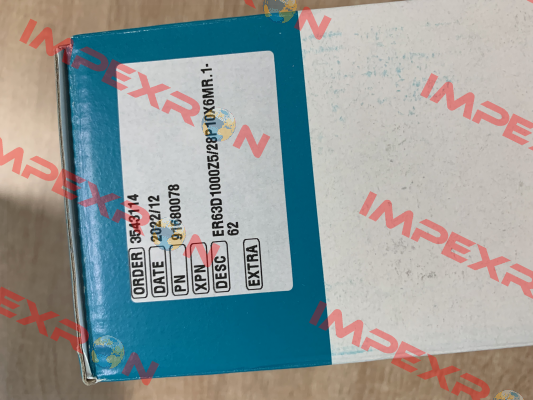 ORDER 3543114
DATE 2022/12
PN 91680078
XPN
DESC ER63D1000Z5/28P10X6MR.1-
62
EXTRA
IMPEXRON
IMPEXRON
IMPEXRON
IMPEXRON
IMPEXRON
IMPEXRON